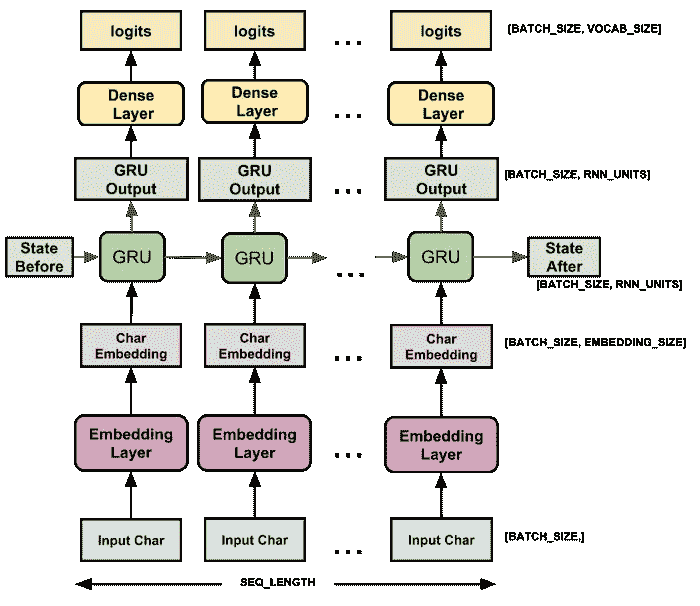 logits logits ... logits [BATCH_SIZE, VOCAB_SIZE]
Dense Dense Dense
Layer Layer ... Layer
GRU GRU GRU [BATCH_SIZE, RNN_UNITS]
Output Output ... Output
State GRU GRU ... GRU State
Before After
[BATCH_SIZE, RNN_UNITS]
Char Char Char [BATCH_SIZE, EMBEDDING_SIZE]
Embedding Embedding ... Embedding
Embedding Embedding Embedding
Layer Layer ... Layer
Input Char Input Char ... Input Char [BATCH_SIZE,]
SEQ_LENGTH